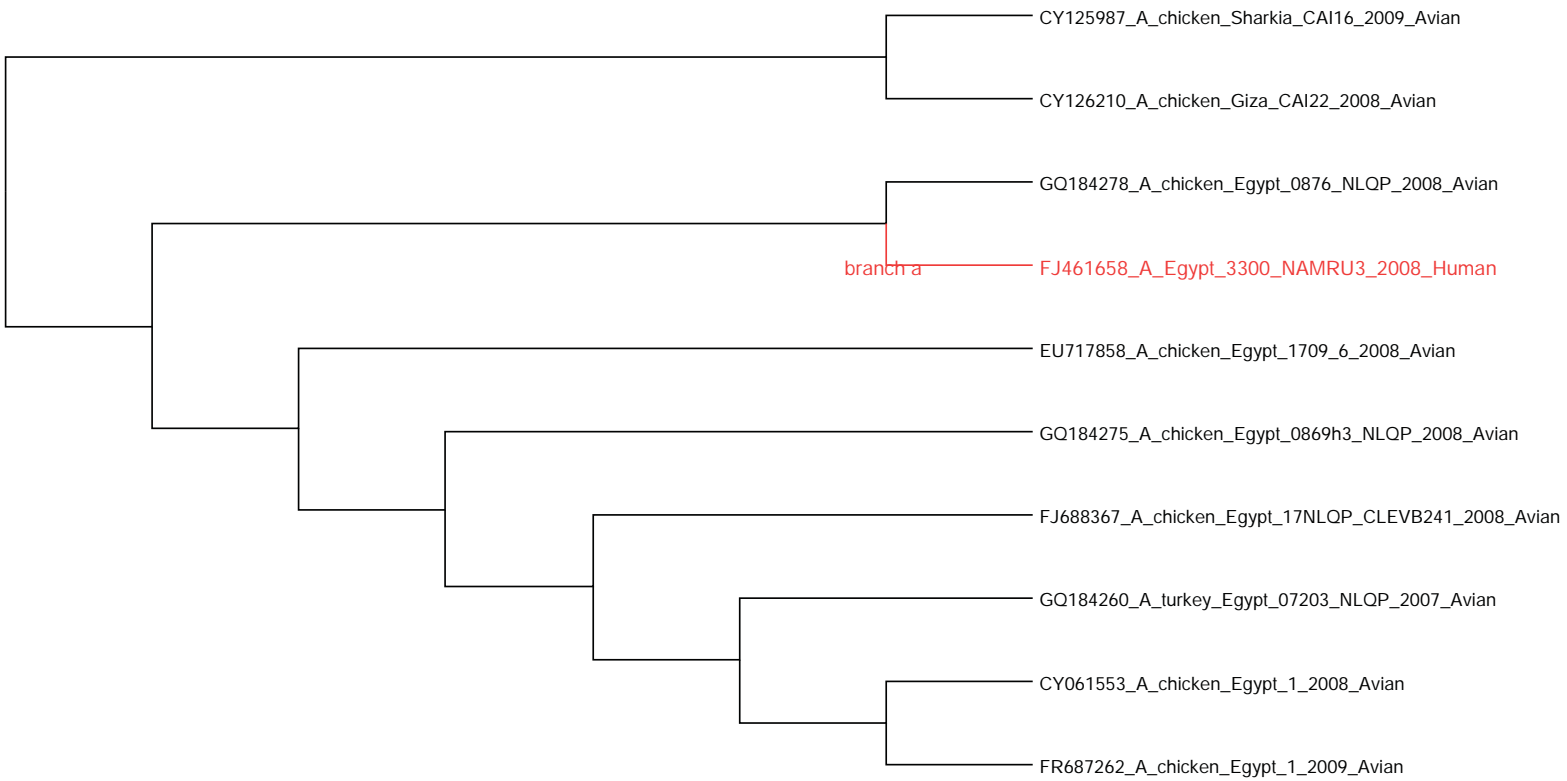 CY125987_A_chicken_Sharkia_CAI16_2009_Avian
CY126210_A_chicken_Giza_CAI22_2008_Avian
GQ184278_A_chicken_Egypt_0876_NLQP_2008_Avian
branch a
FJ461658_A_Egypt_3300_NAMRU3_2008_Human
EU717858_A_chicken_Egypt_1709_6_2008_Avian
GQ184275_A_chicken_Egypt_0869h3_NLQP_2008_Avian
FJ688367_A_chicken_Egypt_17NLQP_CLEVB241_2008_Avian
GQ184260_A_turkey_Egypt_07203_NLQP_2007_Avian
CY061553_A_chicken_Egypt_1_2008_Avian
FR687262_A_chicken_Egypt_1_2009_Avian